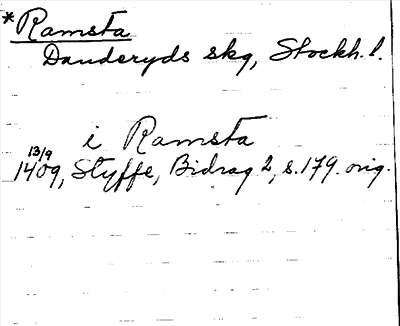 *Ramsta
Danderyds skg, Stockh. l.
i Ramsta
13/9
1409, Styffe, Bidrag 2, s. 179. orig.